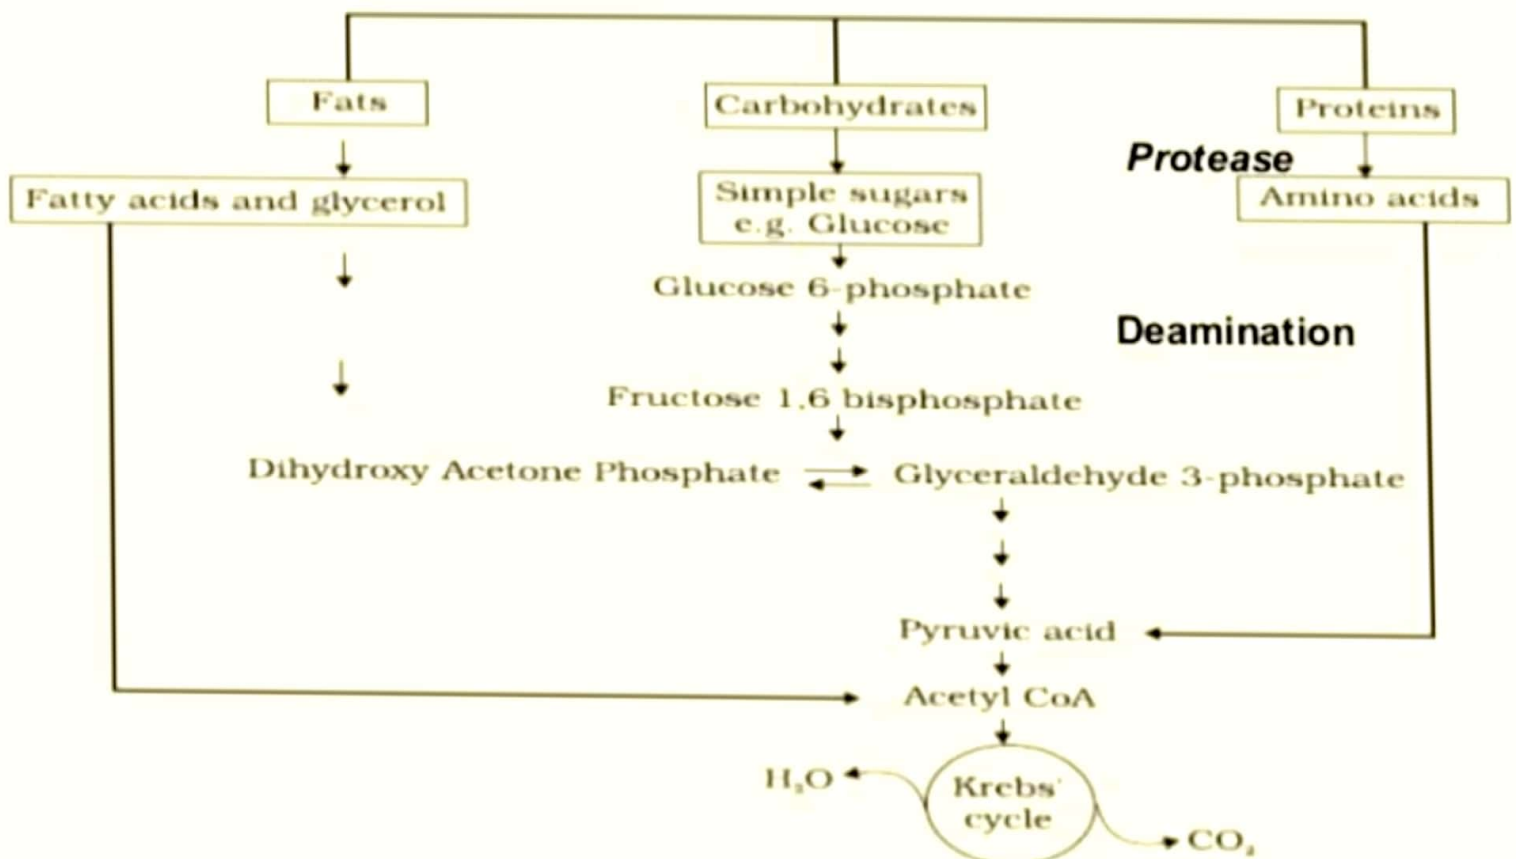 Fats
Carbohydrates
Proteins
Protease
Fatty acids and glycerol
Simple sugars
e.g. Glucose
Amino acids
Glucose 6-phosphate
Deamination
Fructose 1,6 bisphosphate
Dihydroxy Acetone Phosphate
Glyceraldehyde 3-phosphate
Pyruvic acid
Acetyl CoA
H₂O
Krebs'
cycle
CO₂